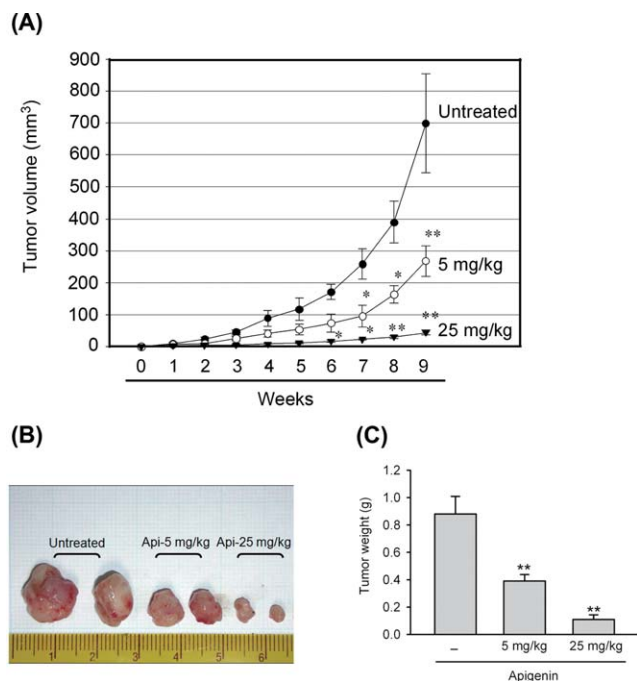 (A)
900
800
700
600
500
400
300
200
100
0
Tumor volume (mm³)
Untreated
**
5 mg/kg
*
*
**
25 mg/kg
*
*
**
0 1 2 3 4 5 6 7 8 9
Weeks
(B)
Untreated Api-5 mg/kg Api-25 mg/kg
1 2 3 4 5 6
(C)
1.2
1.0
0.8
0.6
0.4
0.2
0.0
Tumor weight (g)
**
**
– 5 mg/kg 25 mg/kg
Apigenin